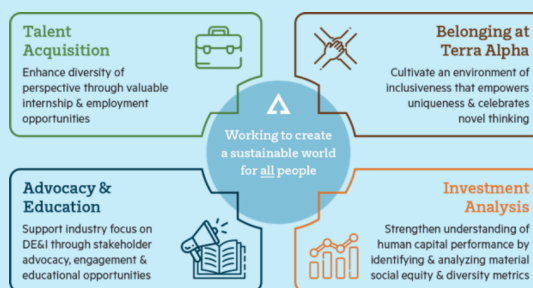 Talent
Acquisition
Enhance diversity of
perspective through valuable
internship & employment
opportunities
Belonging at
Terra Alpha
Cultivate an environment of
inclusiveness that empowers
uniqueness & celebrates
novel thinking
Working to create
a sustainable world
for all people
Advocacy &
Education
Support industry focus on
DE&I through stakeholder
advocacy, engagement &
educational opportunities
Investment
Analysis
Strengthen understanding of
human capital performance by
identifying & analyzing material
social equity & diversity metrics